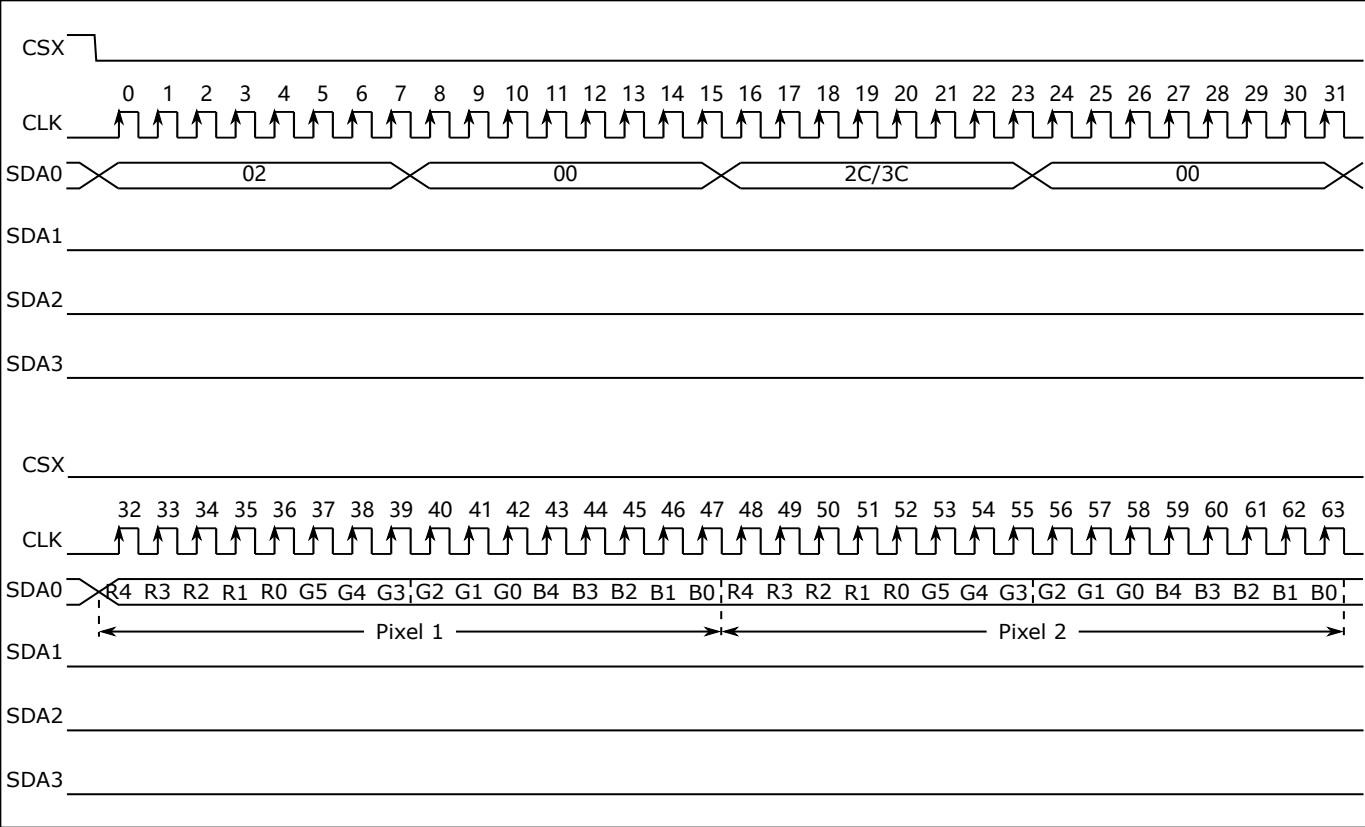 CSX
0 1 2 3 4 5 6 7 8 9 10 11 12 13 14 15 16 17 18 19 20 21 22 23 24 25 26 27 28 29 30 31
CLK
SDA0 02 00 2C/3C 00
SDA1
SDA2
SDA3
CSX
32 33 34 35 36 37 38 39 40 41 42 43 44 45 46 47 48 49 50 51 52 53 54 55 56 57 58 59 60 61 62 63
CLK
SDA0 R4 R3 R2 R1 R0 G5 G4 G3 G2 G1 G0 B4 B3 B2 B1 B0 R4 R3 R2 R1 R0 G5 G4 G3 G2 G1 G0 B4 B3 B2 B1 B0
Pixel 1 Pixel 2
SDA1
SDA2
SDA3